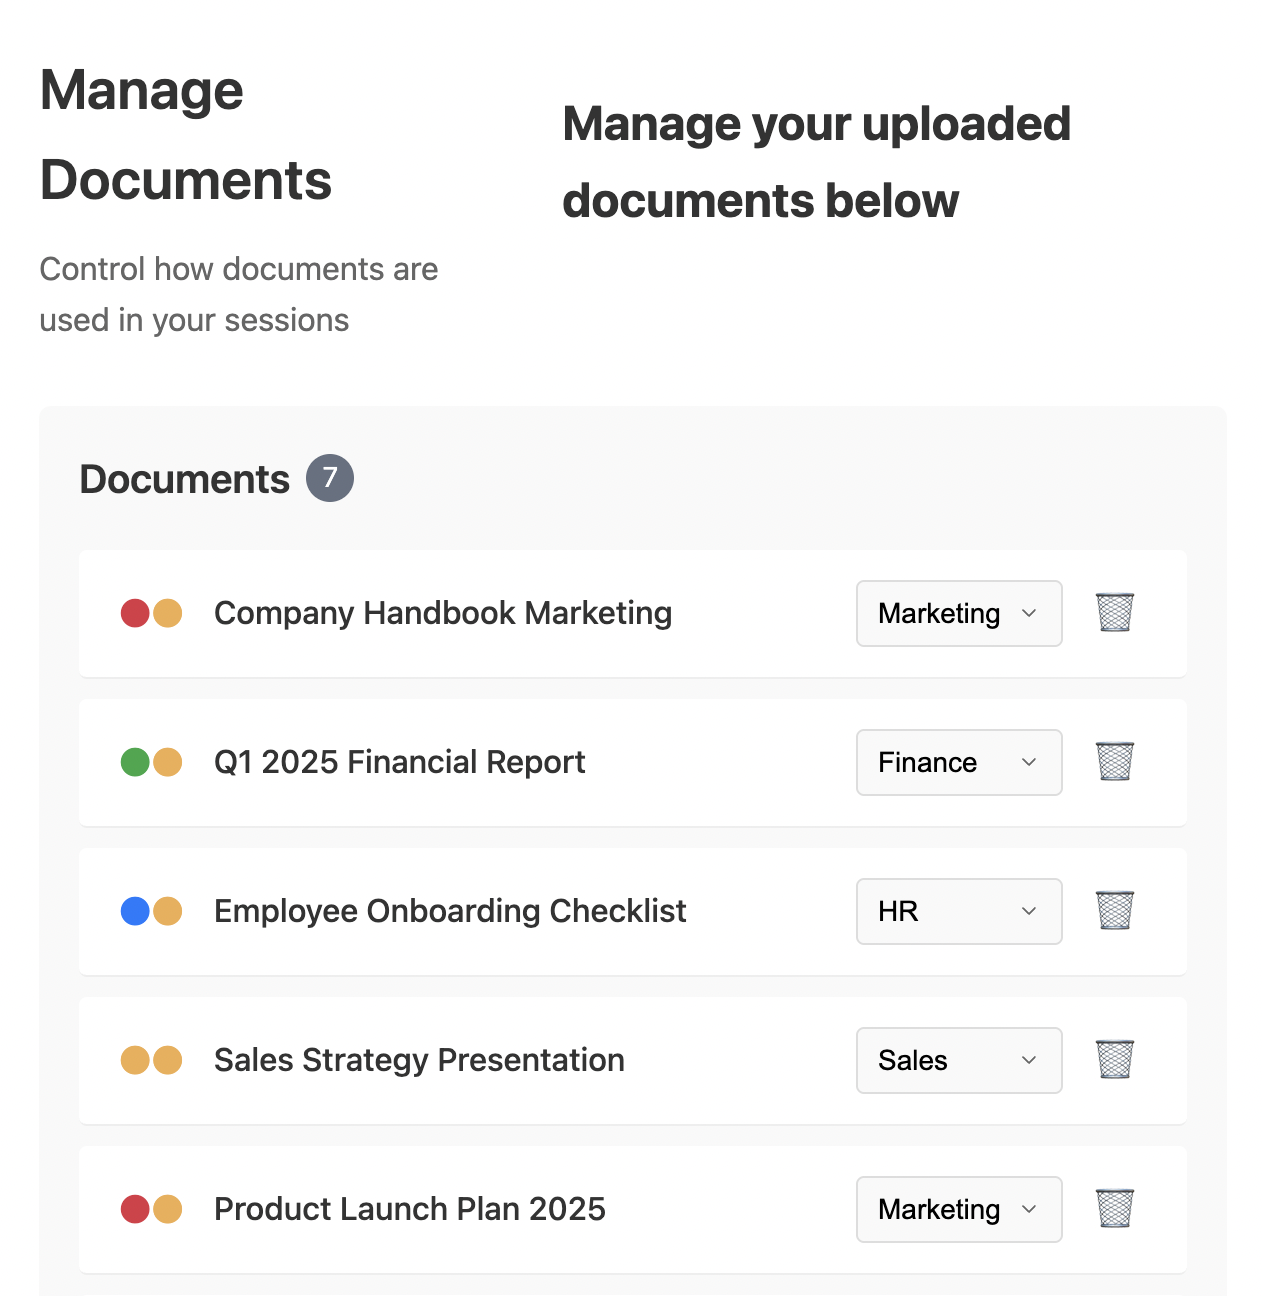 Manage
Documents
Control how documents are
used in your sessions
Manage your uploaded
documents below
Documents 7
Company Handbook Marketing Marketing
Q1 2025 Financial Report Finance
Employee Onboarding Checklist HR
Sales Strategy Presentation Sales
Product Launch Plan 2025 Marketing